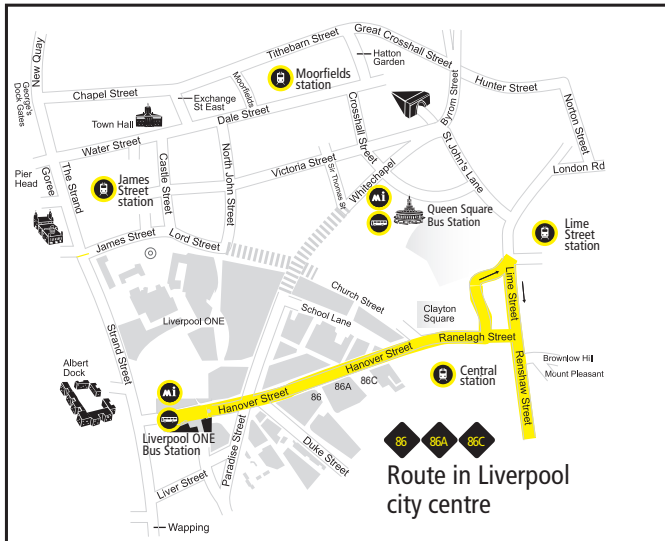 New Quay
George's
Dock Gates
Chapel Street
Tithebarn Street
Moorfields
Moorfields
station
Hatton
Garden
Great Crosshall Street
Hunter Street
Byrom Street
Norton Street
Exchange
St East
Town Hall
Dale Street
Water Street
Crosshall Street
St John's Lane
London Rd
Pier
Head
Goree
The Strand
James
Street
station
Castle Street
North John Street
Victoria Street
Sir Thomas St
Whitechapel
Mi
Queen Square
Bus Station
Lime
Street
station
James Street
Lord Street
Lime Street
Church Street
School Lane
Clayton
Square
Liverpool ONE
Strand Street
Ranelagh Street
Hanover Street
Renshaw Street
Brownlow Hill
Mount Pleasant
Albert
Dock
Mi
Hanover Street
86
86A
86C
Central
station
Liverpool ONE
Bus Station
Paradise Street
Duke Street
Liver Street
Wapping
86 86A 86C
Route in Liverpool
city centre